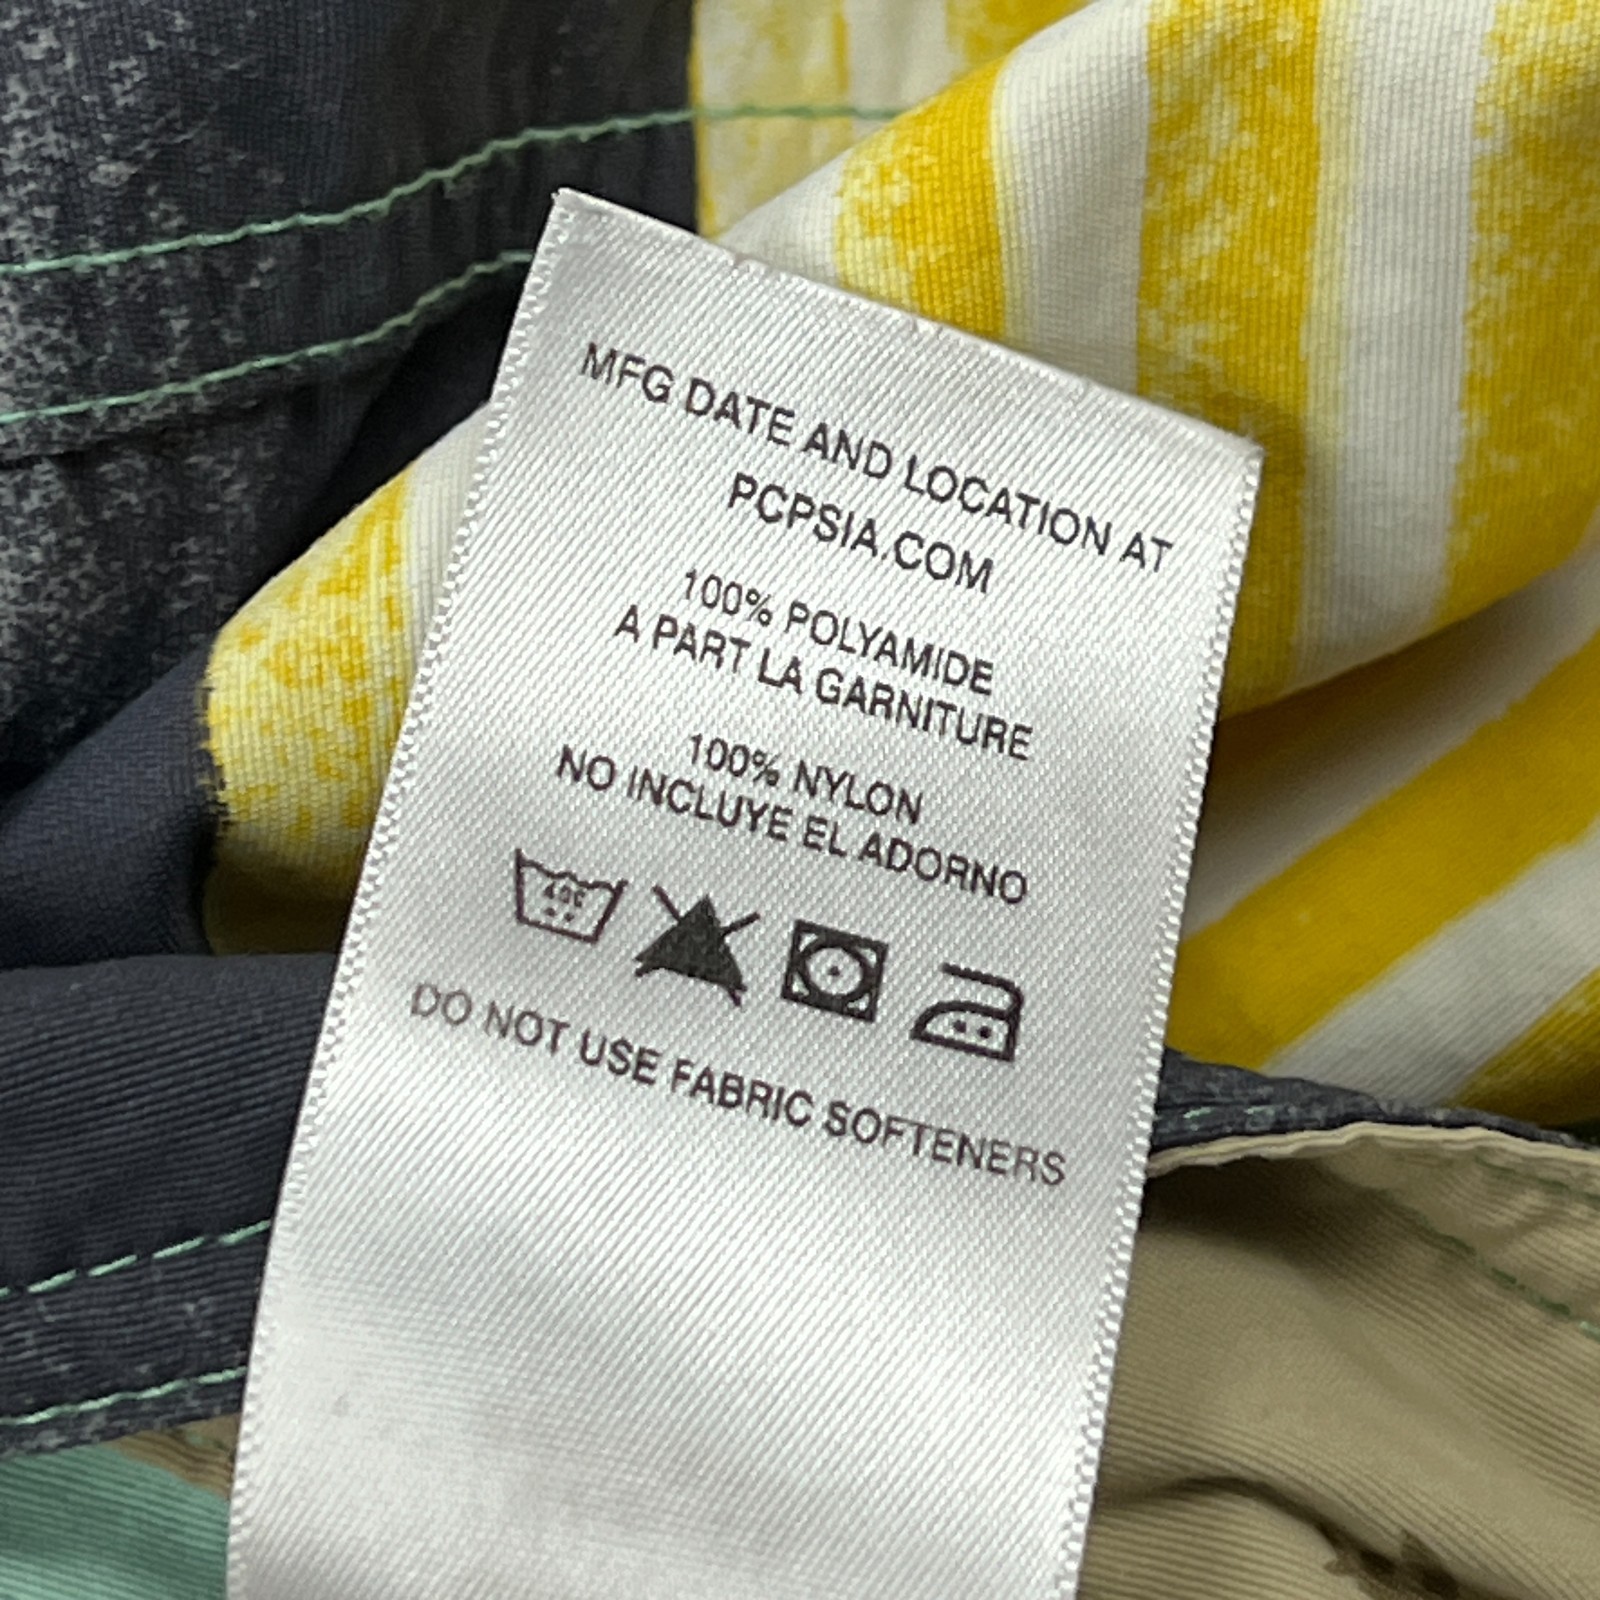 MFG DATE AND LOCATION AT
PCPSIA.COM
100% POLYAMIDE
A PART LA GARNITURE
100% NYLON
NO INCLUYE EL ADORNO
40C
DO NOT USE FABRIC SOFTENERS